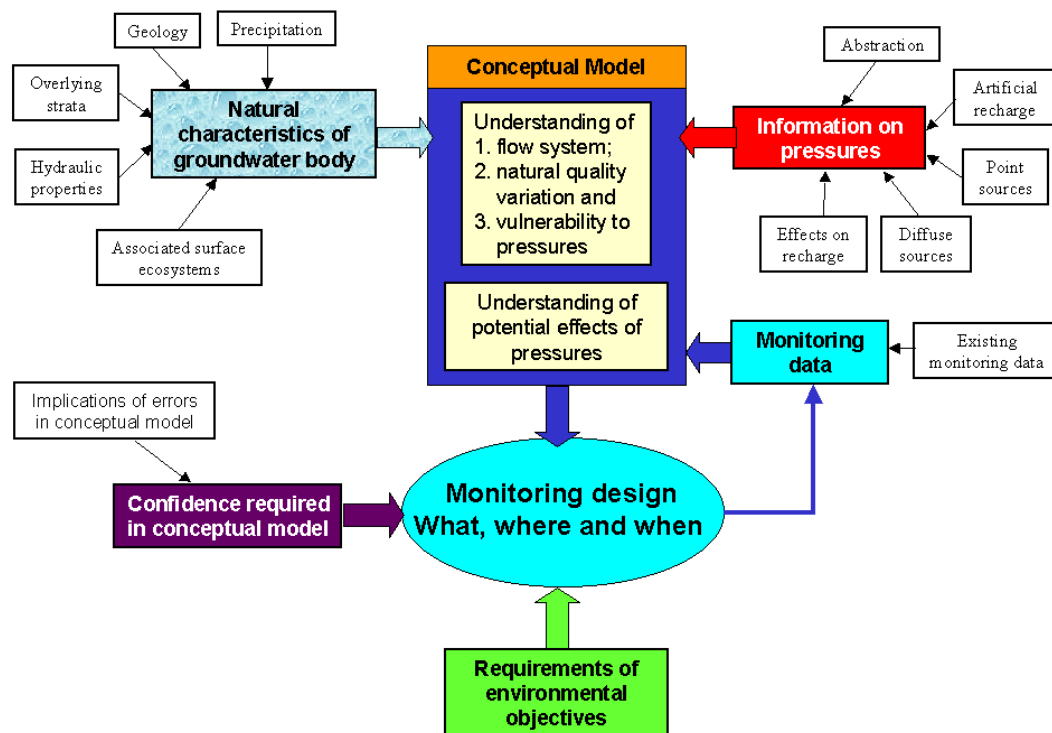 Geology
Precipitation
Overlying
strata
Natural
characteristics of
groundwater body
Hydraulic
properties
Associated surface
ecosystems
Conceptual Model
Understanding of
1. flow system;
2. natural quality
variation and
3. vulnerability to
pressures
Understanding of
potential effects of
pressures
Abstraction
Artificial
recharge
Information on
pressures
Point
sources
Effects on
recharge
Diffuse
sources
Monitoring
data
Existing
monitoring data
Implications of errors
in conceptual model
Confidence required
in conceptual model
Monitoring design
What, where and when
Requirements of
environmental
objectives